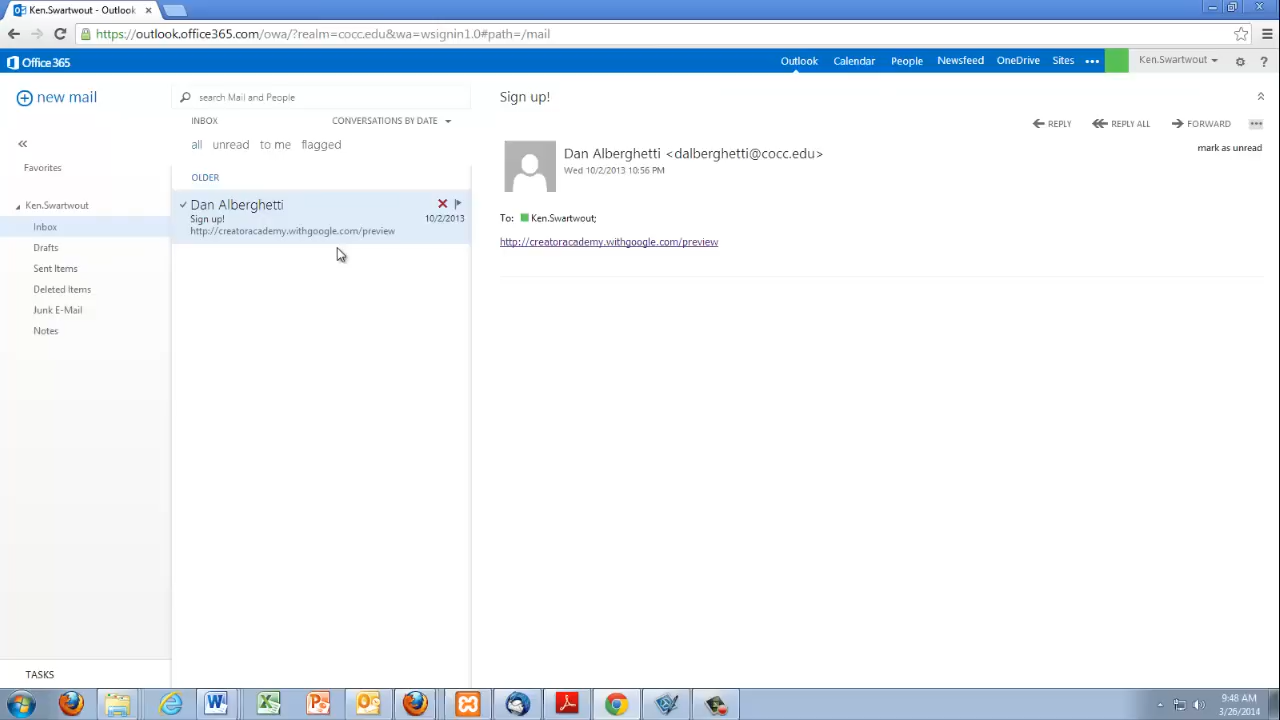 Ken.Swartwout - Outlook
https://outlook.office365.com/owa/?realm=cocc.edu&wa=wsignin1.0#path=/mail
Office 365
Outlook Calendar People Newsfeed OneDrive Sites ••• Ken.Swartwout ?
new mail
search Mail and People
Sign up!
INBOX CONVERSATIONS BY DATE
REPLY REPLY ALL FORWARD •••
all unread to me flagged
mark as unread
Favorites
Dan Alberghetti <dalberghetti@cocc.edu>
Wed 10/2/2013 10:56 PM
OLDER
Ken.Swartwout
Dan Alberghetti
Sign up! 10/2/2013
http://creatoracademy.withgoogle.com/preview
To: Ken.Swartwout;
http://creatoracademy.withgoogle.com/preview
Inbox
Drafts
Sent Items
Deleted Items
Junk E-Mail
Notes
TASKS
9:48 AM
3/26/2014